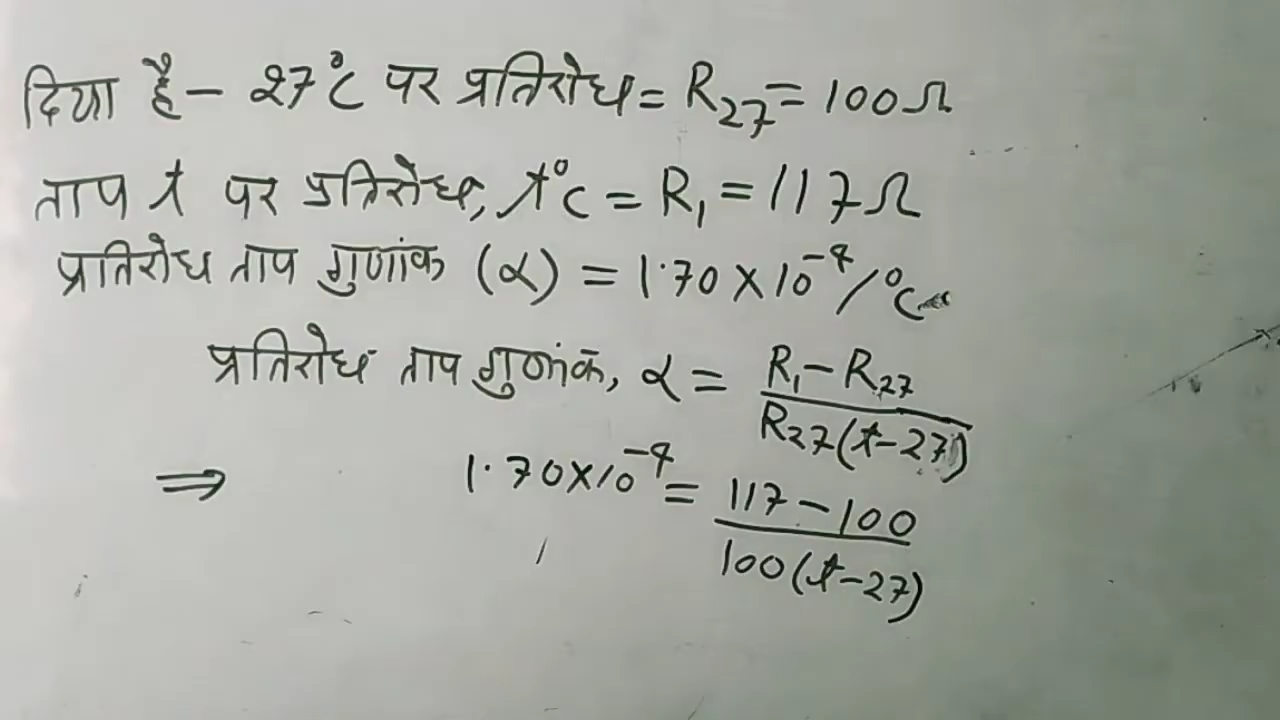 दिया है- 27°C पर प्रतिरोध = R₂₇ = 100Ω
ताप t पर प्रतिरोध, t°C = R₁ = 117Ω
प्रतिरोध ताप गुणांक (α) = 1.70 × 10⁻⁴/°C
प्रतिरोध ताप गुणांक, α = R₁-R₂₇ / R₂₇(t-27)
⇒ 1.70×10⁻⁴ = 117-100 / 100(t-27)